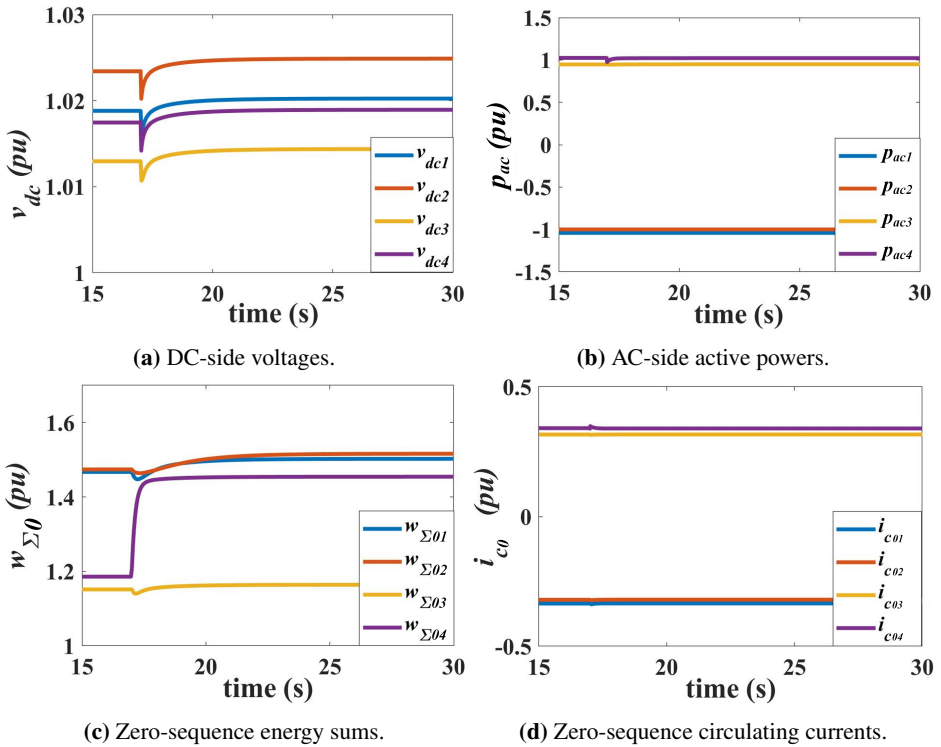 1.03
1.02
1.01
1
v_dc (pu)
v_dc1
v_dc2
v_dc3
v_dc4
15 20 25 30
time (s)
(a) DC-side voltages.
1.5
1
0.5
0
-0.5
-1
-1.5
p_ac (pu)
p_ac1
p_ac2
p_ac3
p_ac4
15 20 25 30
time (s)
(b) AC-side active powers.
1.6
1.4
1.2
1
w_Σ0 (pu)
w_Σ01
w_Σ02
w_Σ03
w_Σ04
15 20 25 30
time (s)
(c) Zero-sequence energy sums.
0.5
0
-0.5
i_c0 (pu)
i_c01
i_c02
i_c03
i_c04
15 20 25 30
time (s)
(d) Zero-sequence circulating currents.